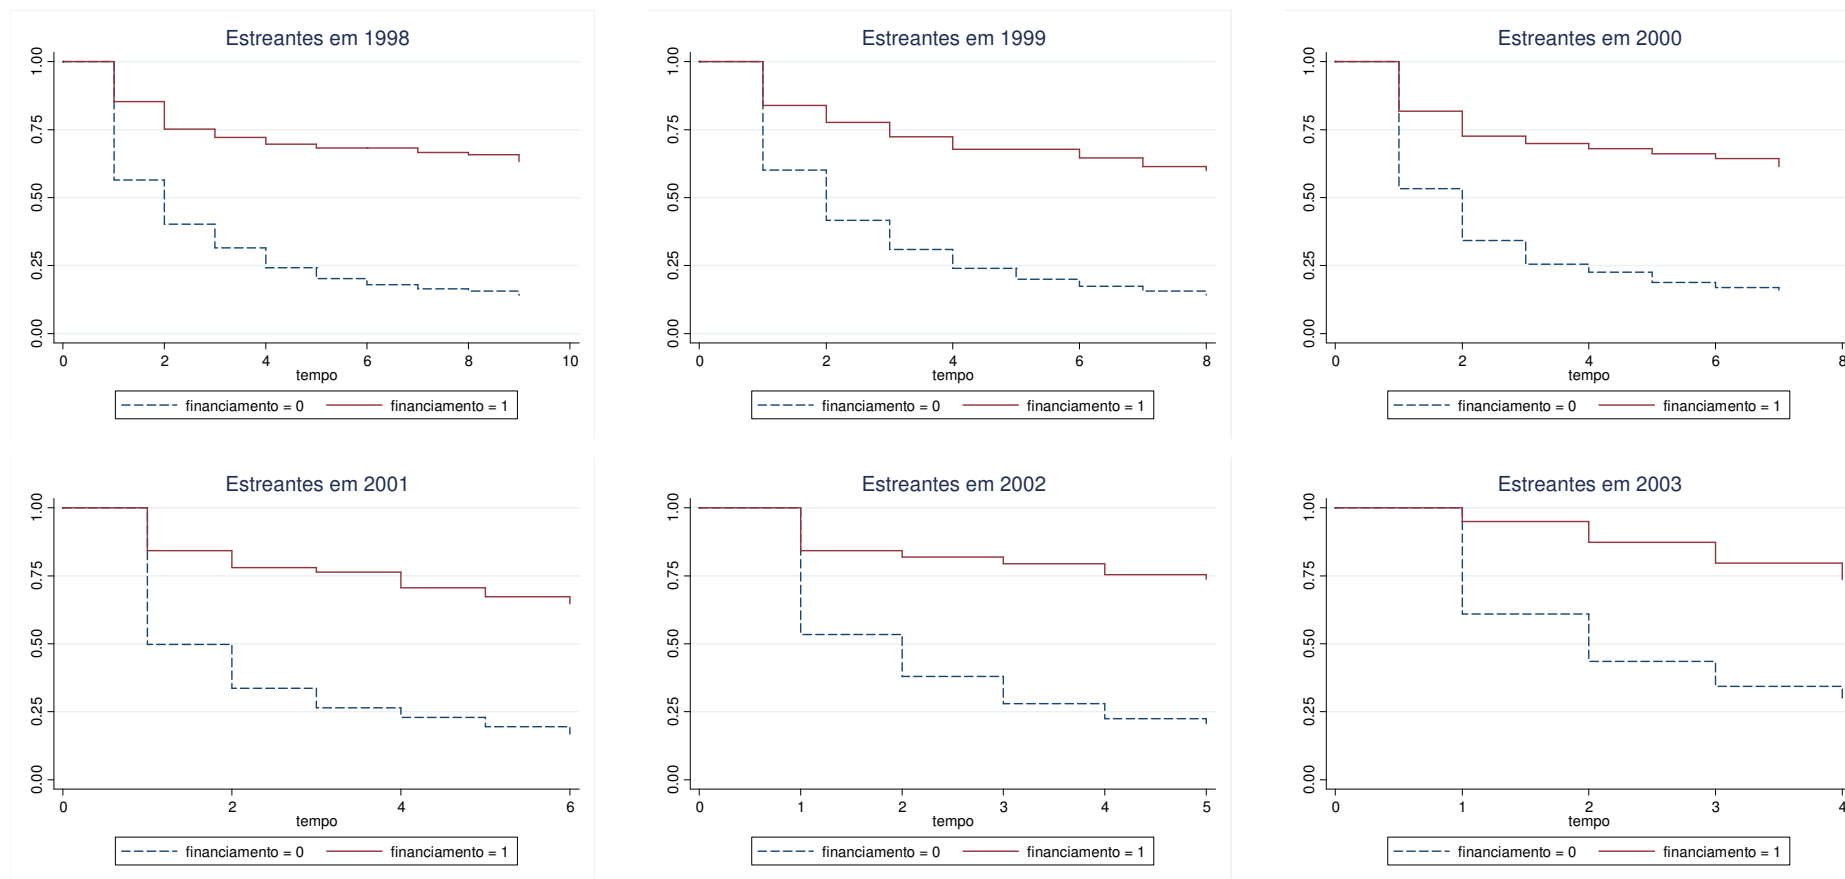 Estreantes em 1998
1.00
0.75
0.50
0.25
0.00
0 2 4 6 8 10
tempo
financiamento = 0 financiamento = 1
Estreantes em 1999
1.00
0.75
0.50
0.25
0.00
0 2 4 6 8
tempo
financiamento = 0 financiamento = 1
Estreantes em 2000
1.00
0.75
0.50
0.25
0.00
0 2 4 6 8
tempo
financiamento = 0 financiamento = 1
Estreantes em 2001
1.00
0.75
0.50
0.25
0.00
0 2 4 6
tempo
financiamento = 0 financiamento = 1
Estreantes em 2002
1.00
0.75
0.50
0.25
0.00
0 1 2 3 4 5
tempo
financiamento = 0 financiamento = 1
Estreantes em 2003
1.00
0.75
0.50
0.25
0.00
0 1 2 3 4
tempo
financiamento = 0 financiamento = 1